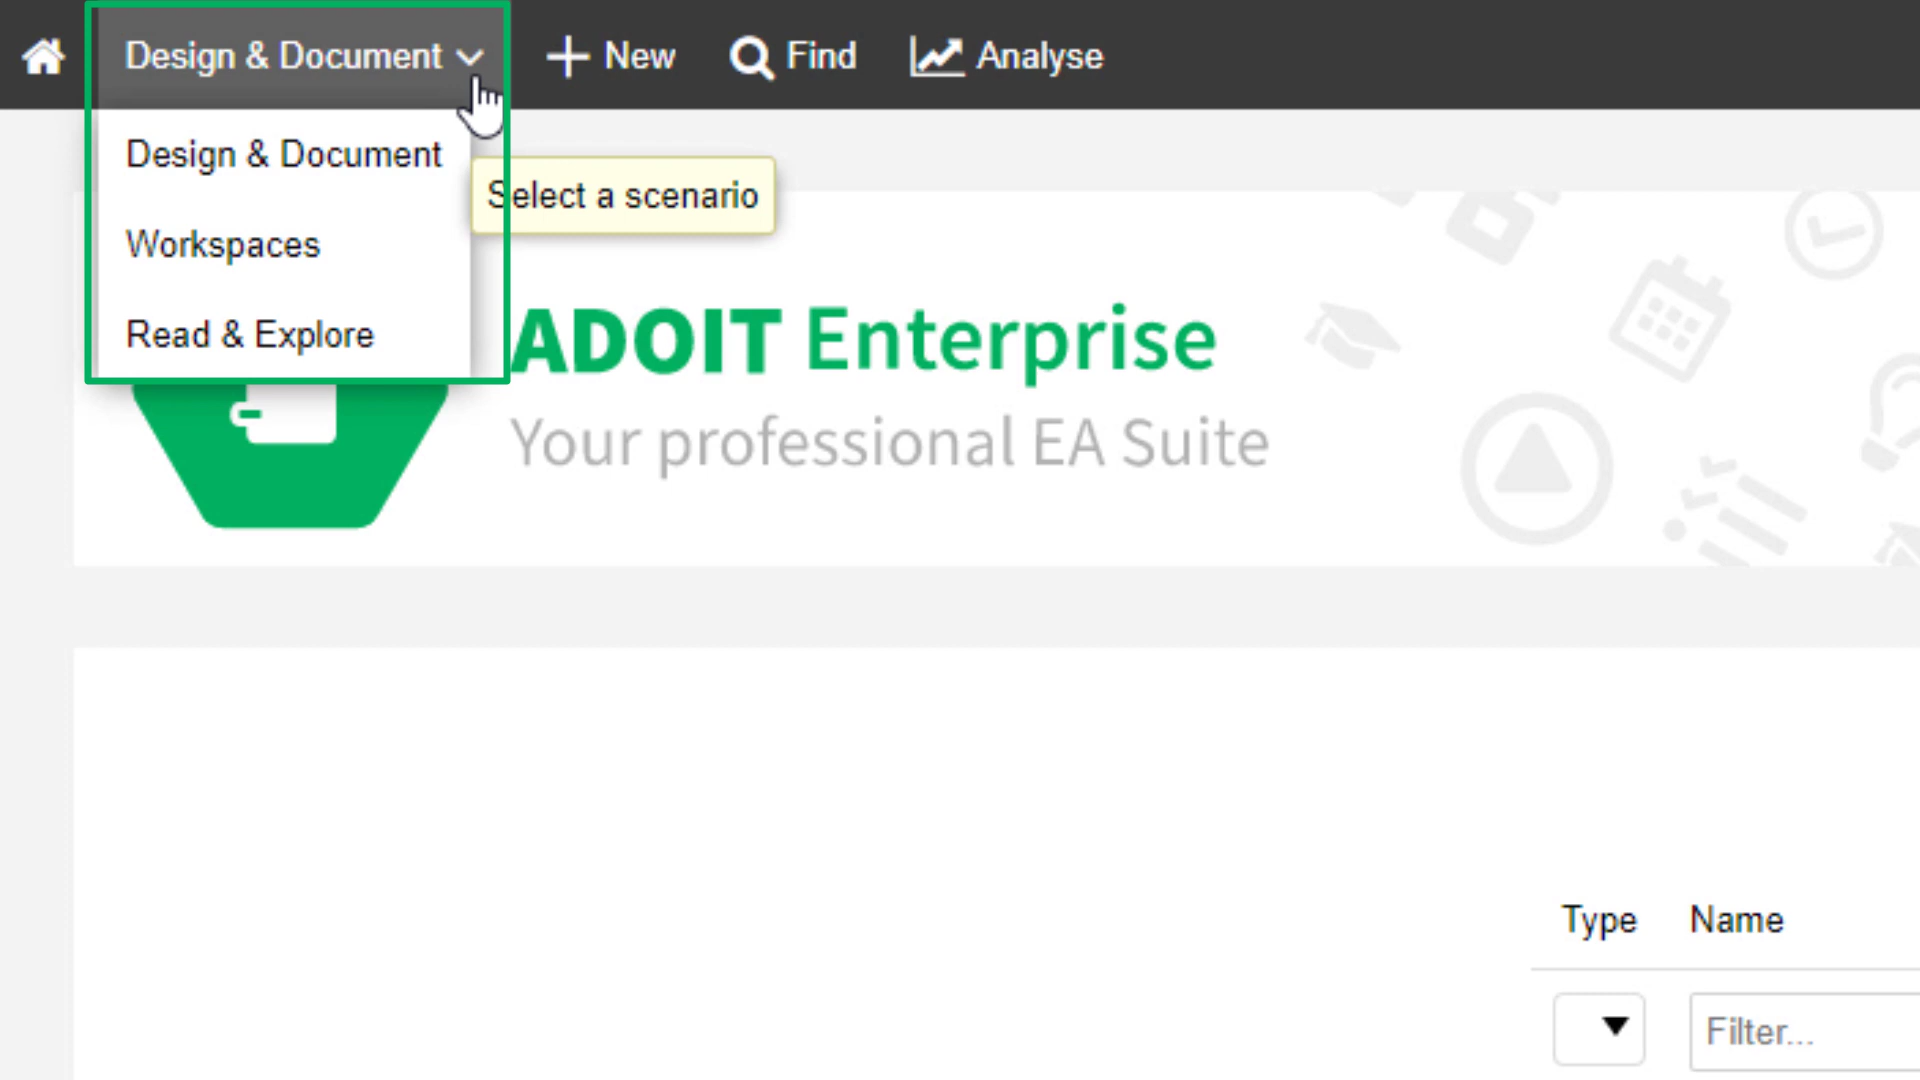 Design & Document
New
Find
Analyse
Design & Document
Select a scenario
Workspaces
Read & Explore
ADOIT Enterprise
Your professional EA Suite
Type
Name
Filter...